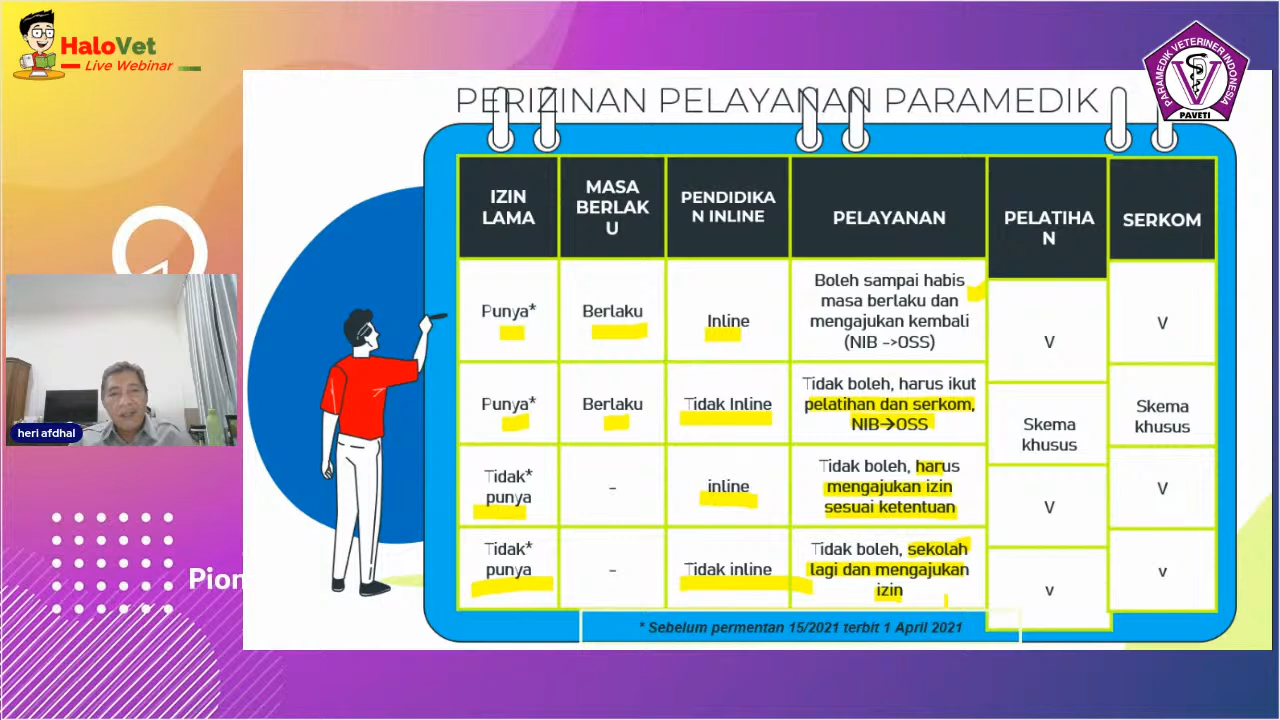 HaloVet
Live Webinar
PARAMEDIK VETERINER INDONESIA
PAVETI
PERIZINAN PELAYANAN PARAMEDIK
IZIN
LAMA
MASA
BERLAK
U
PENDIDIKA
N INLINE
PELAYANAN
PELATIHA
N
SERKOM
Punya*
Berlaku
Inline
Boleh sampai habis
masa berlaku dan
mengajukan kembali
(NIB ->OSS)
V
V
Punya*
Berlaku
Tidak Inline
Tidak boleh, harus ikut
pelatihan dan serkom,
NIB→OSS
Skema
khusus
Skema
khusus
Tidak*
punya
-
inline
Tidak boleh, harus
mengajukan izin
sesuai ketentuan
V
V
Tidak*
punya
-
Tidak inline
Tidak boleh, sekolah
lagi dan mengajukan
izin
v
v
* Sebelum permentan 15/2021 terbit 1 April 2021
heri afdhal
Pion